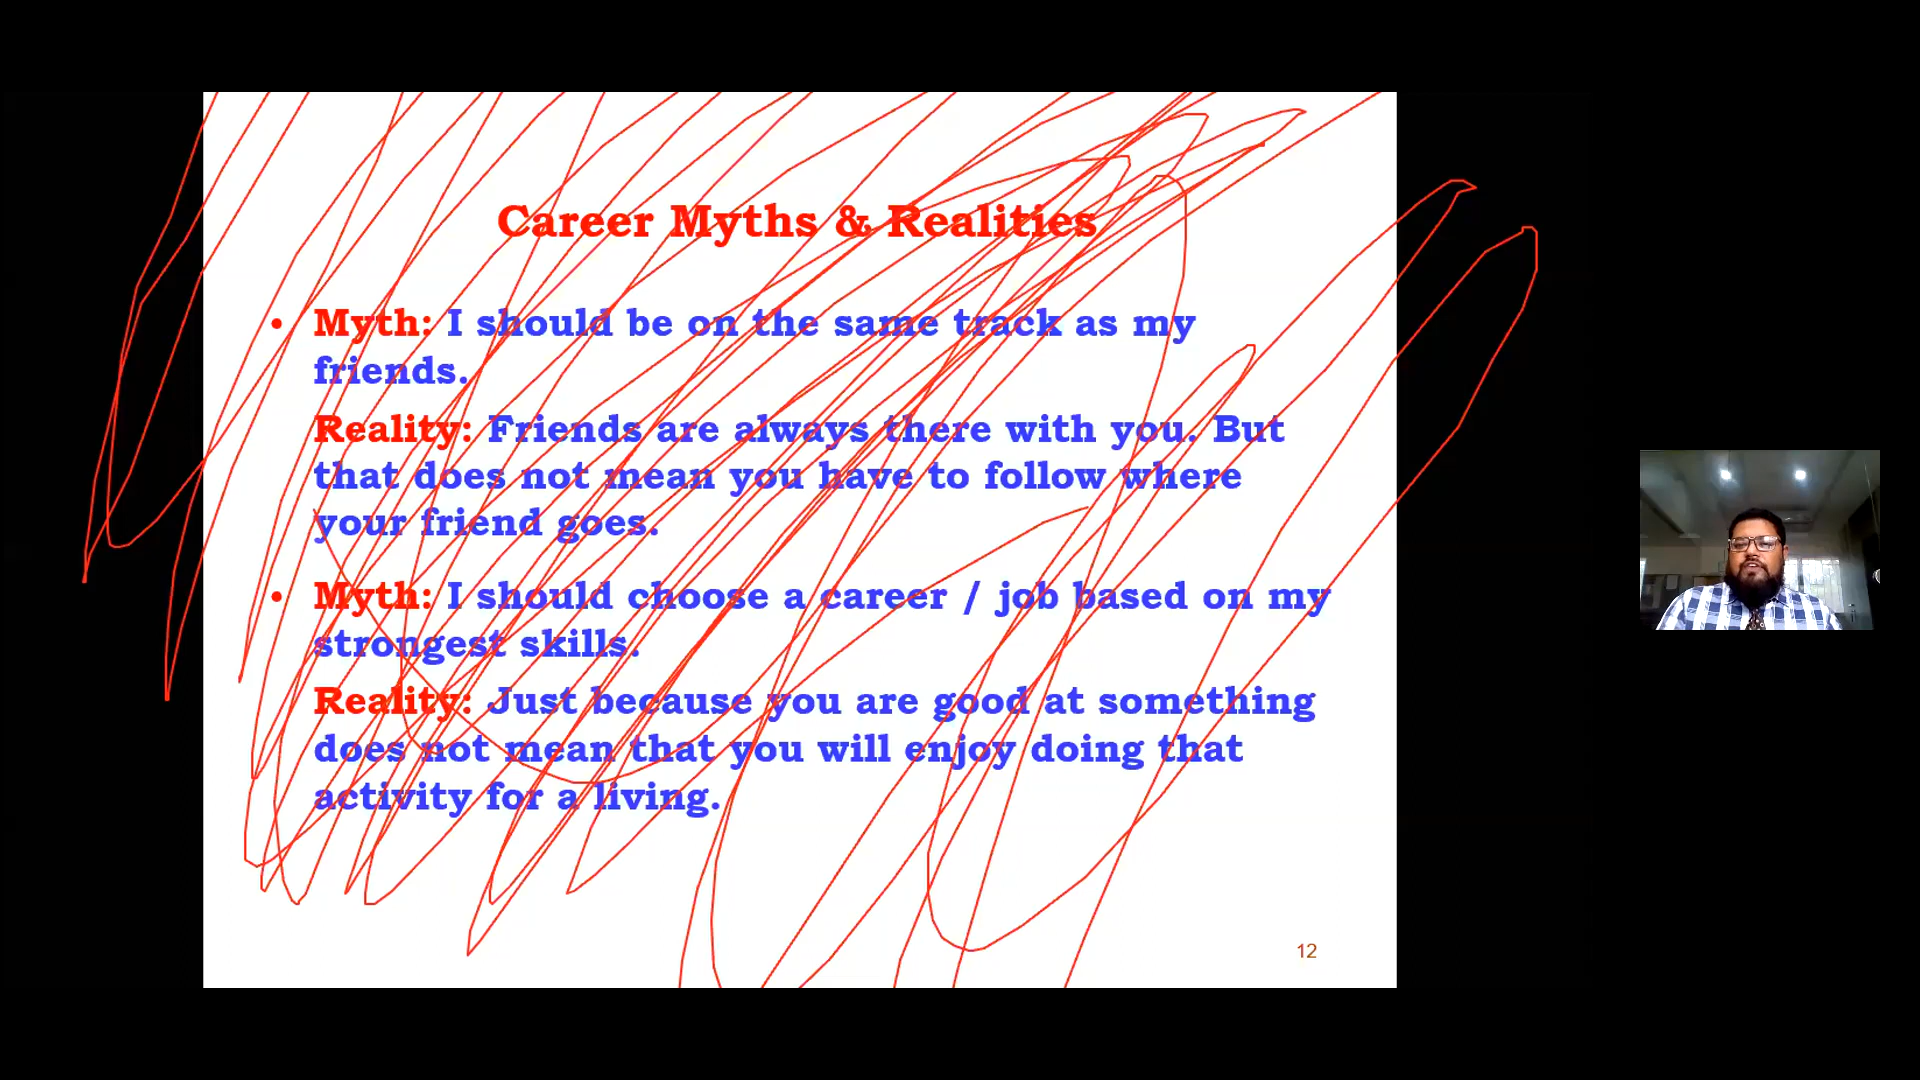 Career Myths & Realities
• Myth: I should be on the same track as my
friends.
Reality: Friends are always there with you. But
that does not mean you have to follow where
your friend goes.
• Myth: I should choose a career / job based on my
strongest skills.
Reality: Just because you are good at something
does not mean that you will enjoy doing that
activity for a living.
12